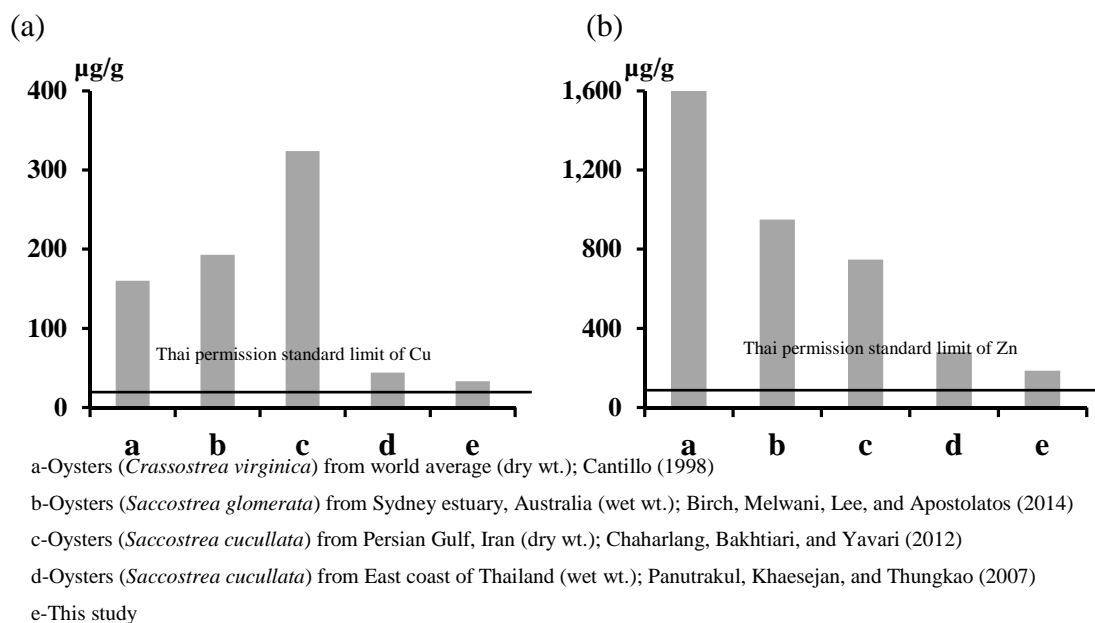 (a)
µg/g
400
300
200
100
0
Thai permission standard limit of Cu
a b c d e
(b)
µg/g
1,600
1,200
800
400
0
Thai permission standard limit of Zn
a b c d e
a-Oysters (Crassostrea virginica) from world average (dry wt.); Cantillo (1998)
b-Oysters (Saccostrea glomerata) from Sydney estuary, Australia (wet wt.); Birch, Melwani, Lee, and Apostolatos (2014)
c-Oysters (Saccostrea cucullata) from Persian Gulf, Iran (dry wt.); Chaharlang, Bakhtiari, and Yavari (2012)
d-Oysters (Saccostrea cucullata) from East coast of Thailand (wet wt.); Panutrakul, Khaesejan, and Thungkao (2007)
e-This study